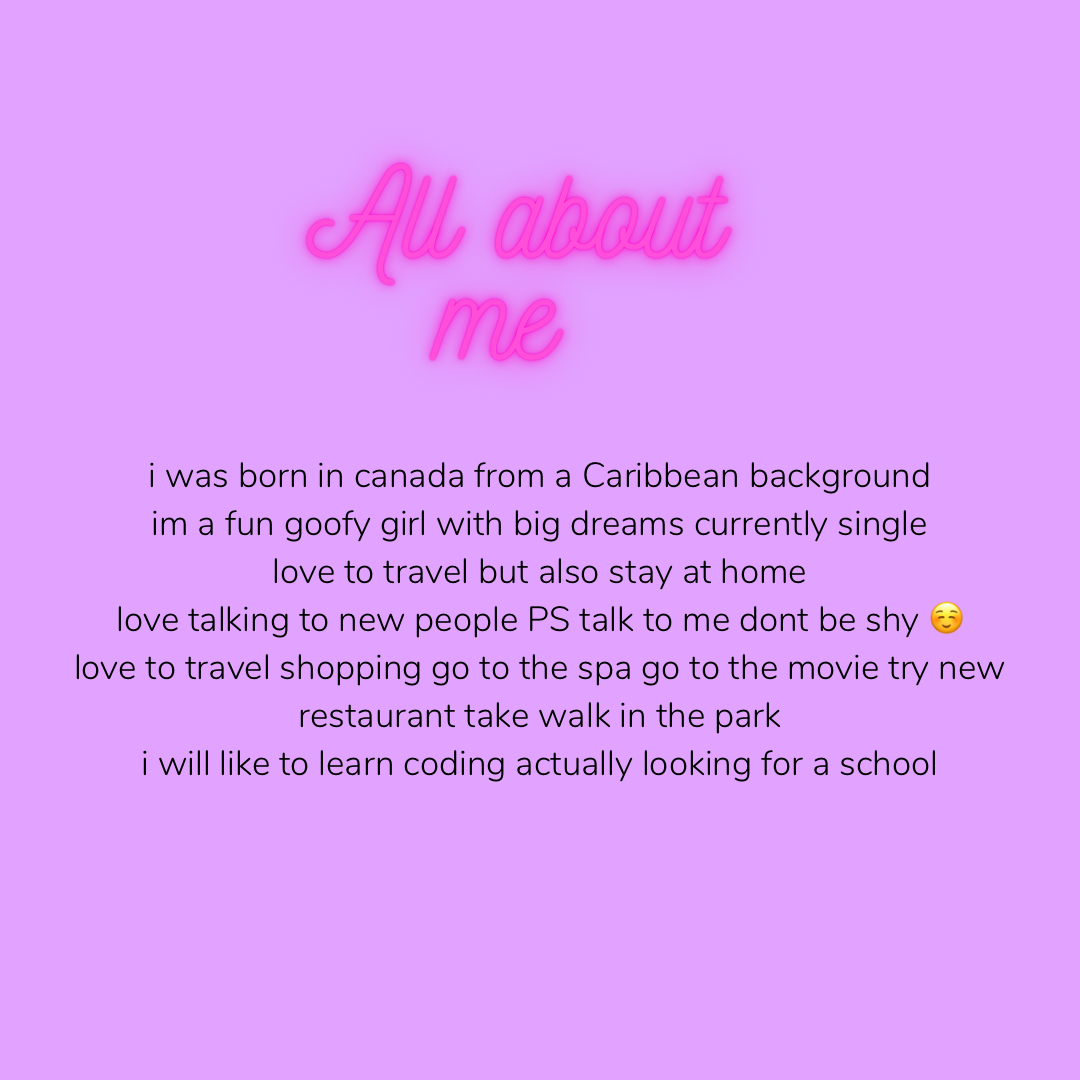 All about
me
i was born in canada from a Caribbean background
im a fun goofy girl with big dreams currently single
love to travel but also stay at home
love talking to new people PS talk to me dont be shy ☺️
love to travel shopping go to the spa go to the movie try new
restaurant take walk in the park
i will like to learn coding actually looking for a school